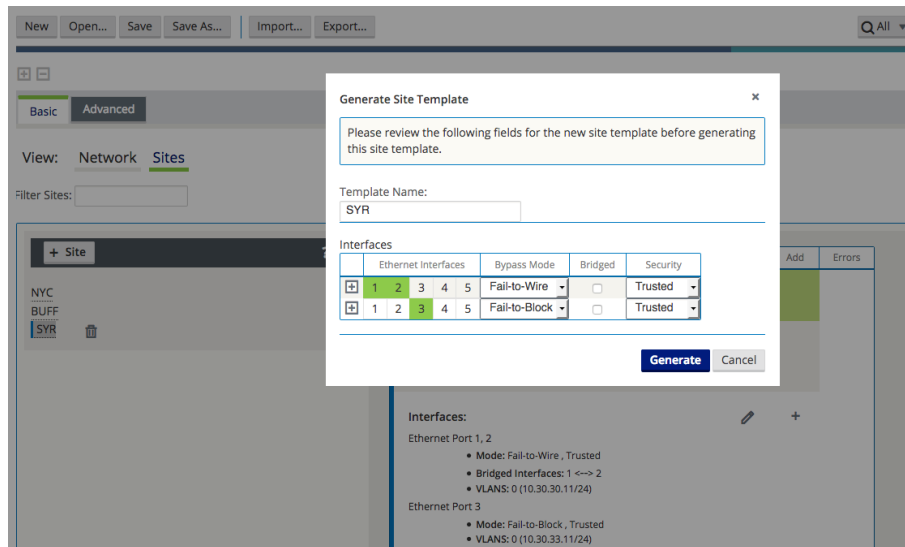 New Open... Save Save As... Import... Export... All
Generate Site Template ×
Basic Advanced
Please review the following fields for the new site template before generating
this site template.
View: Network Sites
Template Name:
Filter Sites:
SYR
Interfaces
+ Site
Add Errors
Ethernet Interfaces Bypass Mode Bridged Security
1 2 3 4 5 Fail-to-Wire Trusted
NYC
1 2 3 4 5 Fail-to-Block Trusted
BUFF
SYR
Generate Cancel
Interfaces:
Ethernet Port 1, 2
• Mode: Fail-to-Wire , Trusted
• Bridged Interfaces: 1 <--> 2
• VLANS: 0 (10.30.30.11/24)
Ethernet Port 3
• Mode: Fail-to-Block , Trusted
• VLANS: 0 (10.30.33.11/24)